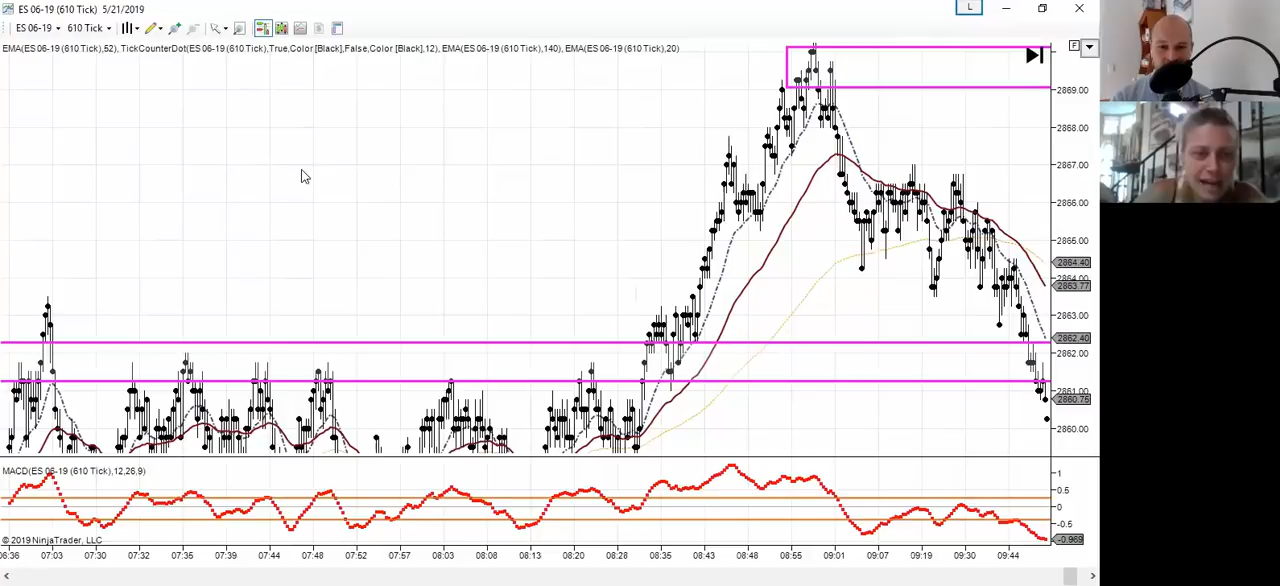 ES 06-19 (610 Tick) 5/21/2019
L
ES 06-19 610 Tick
EMA(ES 06-19 (610 Tick),52), TickCounterDot(ES 06-19 (610 Tick),True,Color [Black],False,Color [Black],12), EMA(ES 06-19 (610 Tick),140), EMA(ES 06-19 (610 Tick),20)
F
2869.00
2868.00
2867.00
2866.00
2865.00
2864.40
2864.00
2863.77
2863.00
2862.40
2862.00
2861.00
2860.75
2860.00
MACD(ES 06-19 (610 Tick),12,26,9)
1
0.5
0
-0.5
-0.969
© 2019 NinjaTrader, LLC
06:36 07:03 07:32 07:39 07:44 07:48 07:52 07:57 08:08 08:13 08:20 08:28 08:35 08:43 08:48 08:55 09:01 09:07 09:19 09:30 09:44